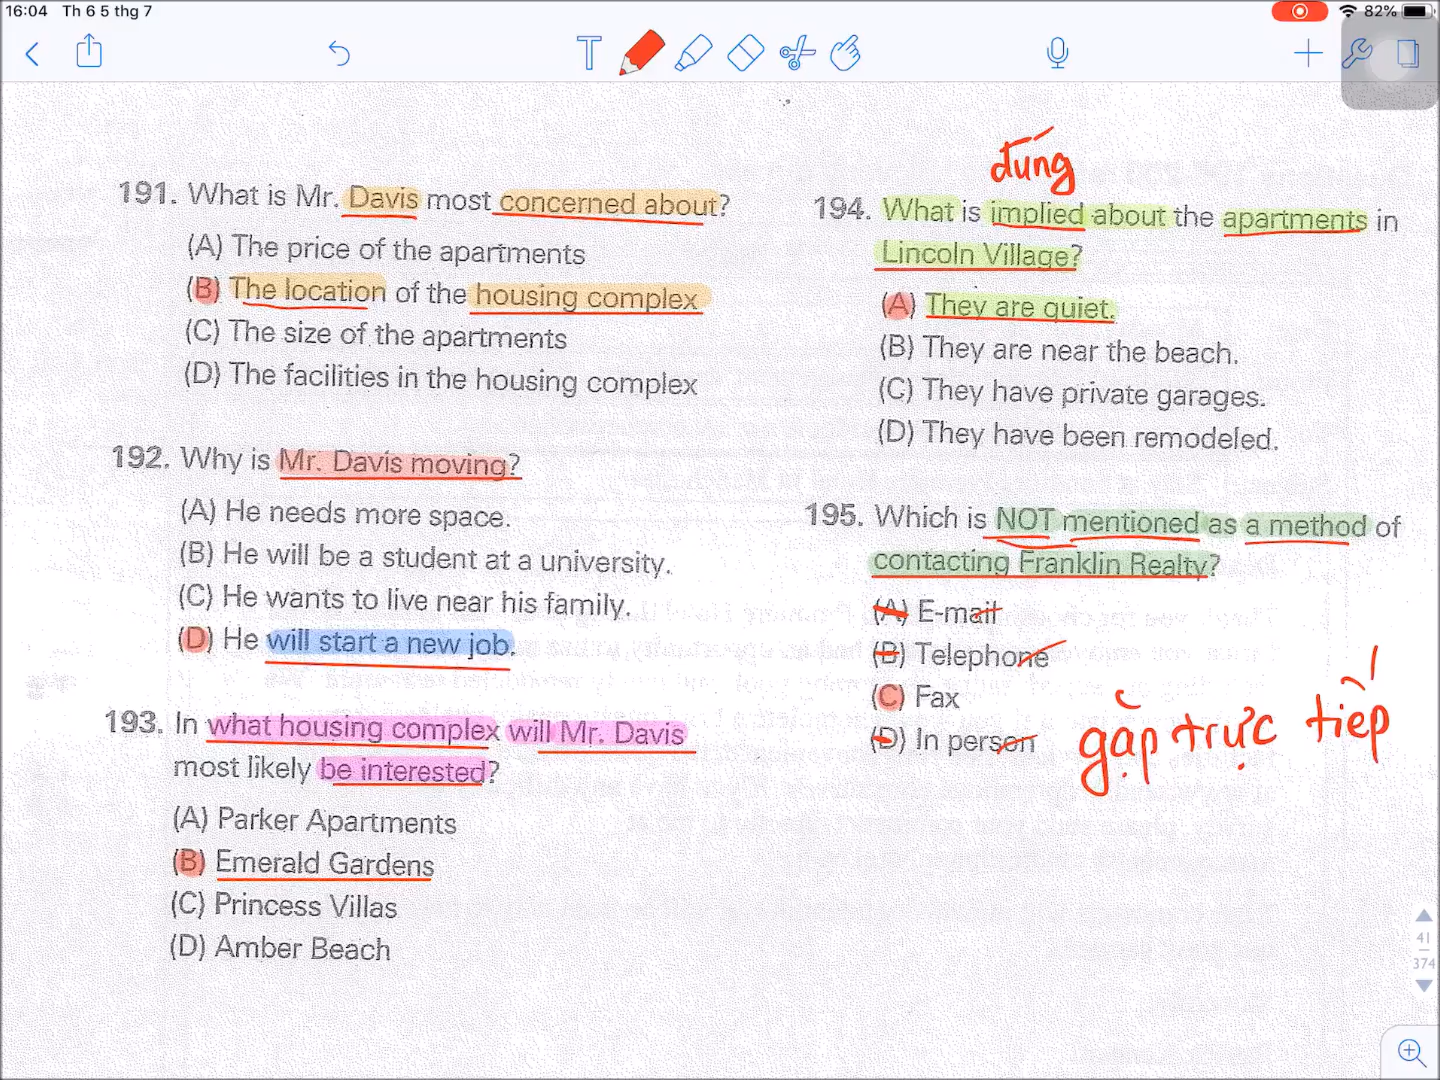 16:04 Th 6 5 thg 7
82%
T
đúng
191. What is Mr. Davis most concerned about?
(A) The price of the apartments
(B) The location of the housing complex
(C) The size of the apartments
(D) The facilities in the housing complex
192. Why is Mr. Davis moving?
(A) He needs more space.
(B) He will be a student at a university.
(C) He wants to live near his family.
(D) He will start a new job.
193. In what housing complex will Mr. Davis
most likely be interested?
(A) Parker Apartments
(B) Emerald Gardens
(C) Princess Villas
(D) Amber Beach
194. What is implied about the apartments in
Lincoln Village?
(A) They are quiet.
(B) They are near the beach.
(C) They have private garages.
(D) They have been remodeled.
195. Which is NOT mentioned as a method of
contacting Franklin Realty?
(A) E-mail
(B) Telephone
(C) Fax
(D) In person
gặp trực tiếp
41
374